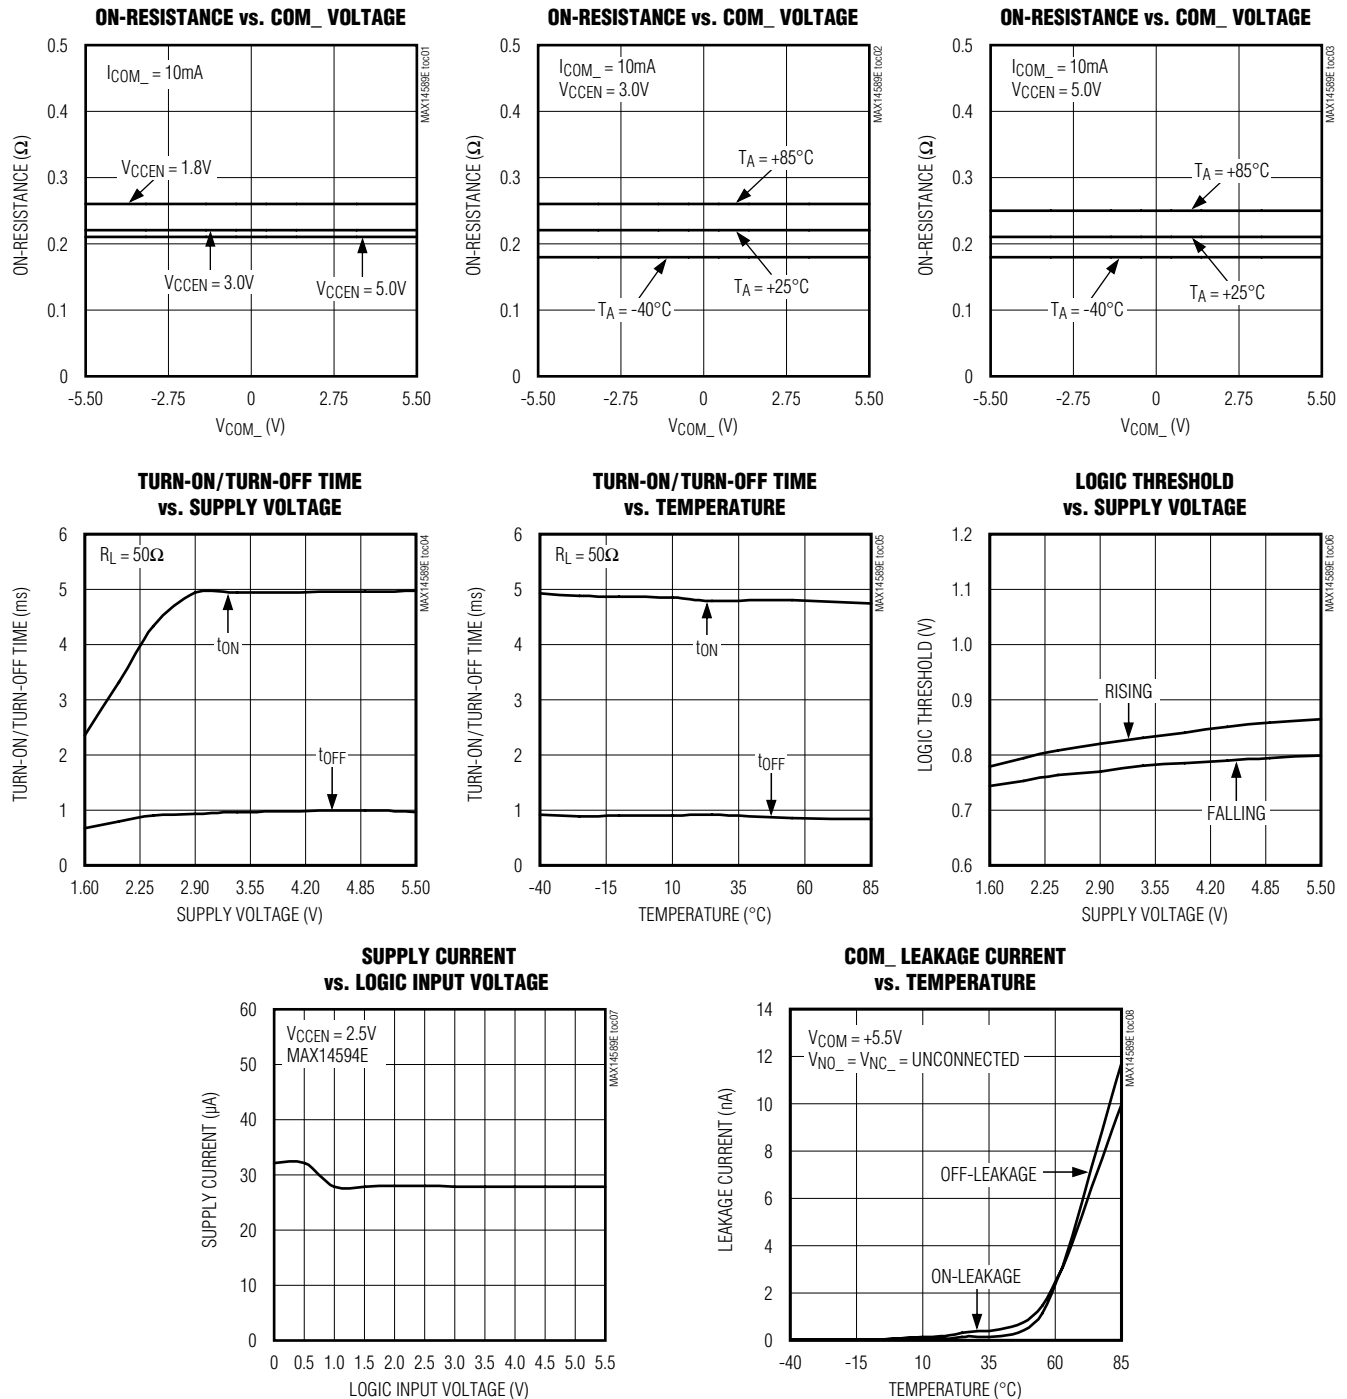 ON-RESISTANCE vs. COM_ VOLTAGE
0.5
0.4
0.3
0.2
0.1
0
ON-RESISTANCE (Ω)
ICOM_ = 10mA
VCCEN = 1.8V
VCCEN = 3.0V
VCCEN = 5.0V
MAX14589E toc01
-5.50 -2.75 0 2.75 5.50
VCOM_ (V)
ON-RESISTANCE vs. COM_ VOLTAGE
0.5
0.4
0.3
0.2
0.1
0
ON-RESISTANCE (Ω)
ICOM_ = 10mA
VCCEN = 3.0V
TA = +85°C
TA = +25°C
TA = -40°C
MAX14589E toc02
-5.50 -2.75 0 2.75 5.50
VCOM_ (V)
ON-RESISTANCE vs. COM_ VOLTAGE
0.5
0.4
0.3
0.2
0.1
0
ON-RESISTANCE (Ω)
ICOM_ = 10mA
VCCEN = 5.0V
TA = +85°C
TA = +25°C
TA = -40°C
MAX14589E toc03
-5.50 -2.75 0 2.75 5.50
VCOM_ (V)
TURN-ON/TURN-OFF TIME
vs. SUPPLY VOLTAGE
6
5
4
3
2
1
0
TURN-ON/TURN-OFF TIME (ms)
RL = 50Ω
tON
tOFF
MAX14589E toc04
1.60 2.25 2.90 3.55 4.20 4.85 5.50
SUPPLY VOLTAGE (V)
TURN-ON/TURN-OFF TIME
vs. TEMPERATURE
6
5
4
3
2
1
0
TURN-ON/TURN-OFF TIME (ms)
RL = 50Ω
tON
tOFF
MAX14589E toc05
-40 -15 10 35 60 85
TEMPERATURE (°C)
LOGIC THRESHOLD
vs. SUPPLY VOLTAGE
1.2
1.1
1.0
0.9
0.8
0.7
0.6
LOGIC THRESHOLD (V)
RISING
FALLING
MAX14589E toc06
1.60 2.25 2.90 3.55 4.20 4.85 5.50
SUPPLY VOLTAGE (V)
SUPPLY CURRENT
vs. LOGIC INPUT VOLTAGE
60
50
40
30
20
10
0
SUPPLY CURRENT (µA)
VCCEN = 2.5V
MAX14594E
MAX14589E toc07
0 0.5 1.0 1.5 2.0 2.5 3.0 3.5 4.0 4.5 5.0 5.5
LOGIC INPUT VOLTAGE (V)
COM_ LEAKAGE CURRENT
vs. TEMPERATURE
14
12
10
8
6
4
2
0
LEAKAGE CURRENT (nA)
VCOM = +5.5V
VNO_ = VNC_ = UNCONNECTED
OFF-LEAKAGE
ON-LEAKAGE
MAX14589E toc08
-40 -15 10 35 60 85
TEMPERATURE (°C)